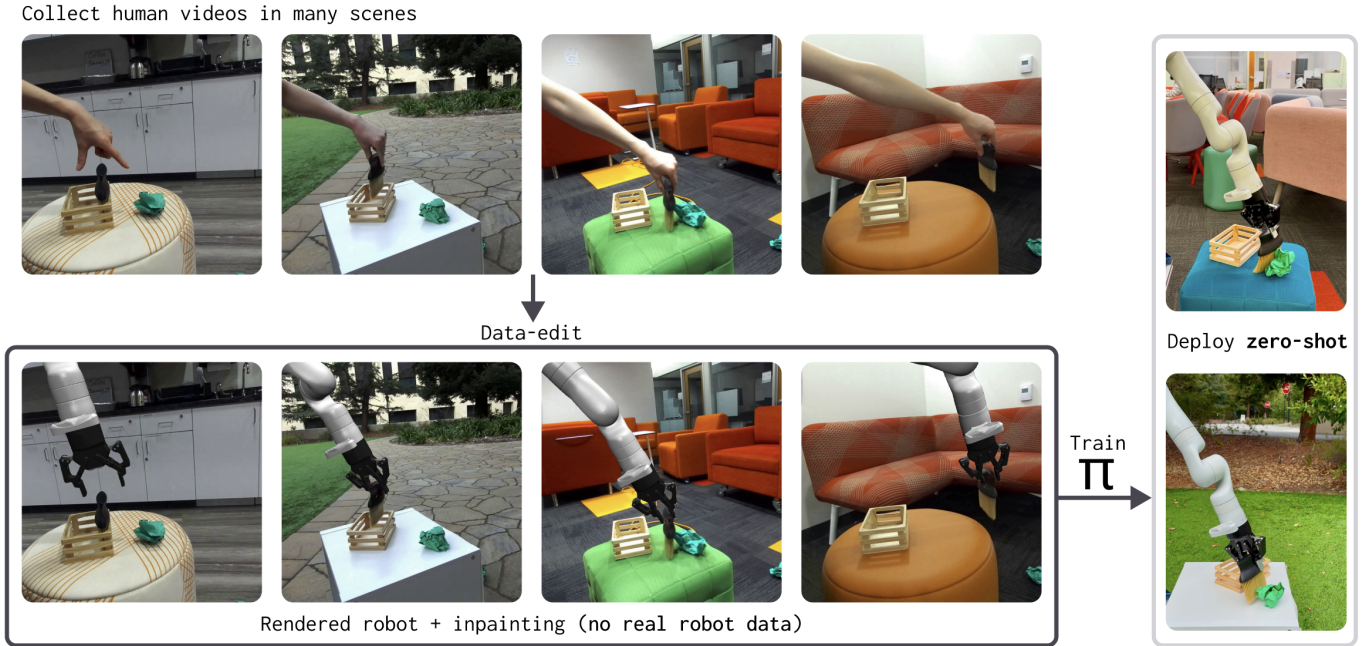 Collect human videos in many scenes
Data-edit
Rendered robot + inpainting (no real robot data)
Train
π
Deploy zero-shot